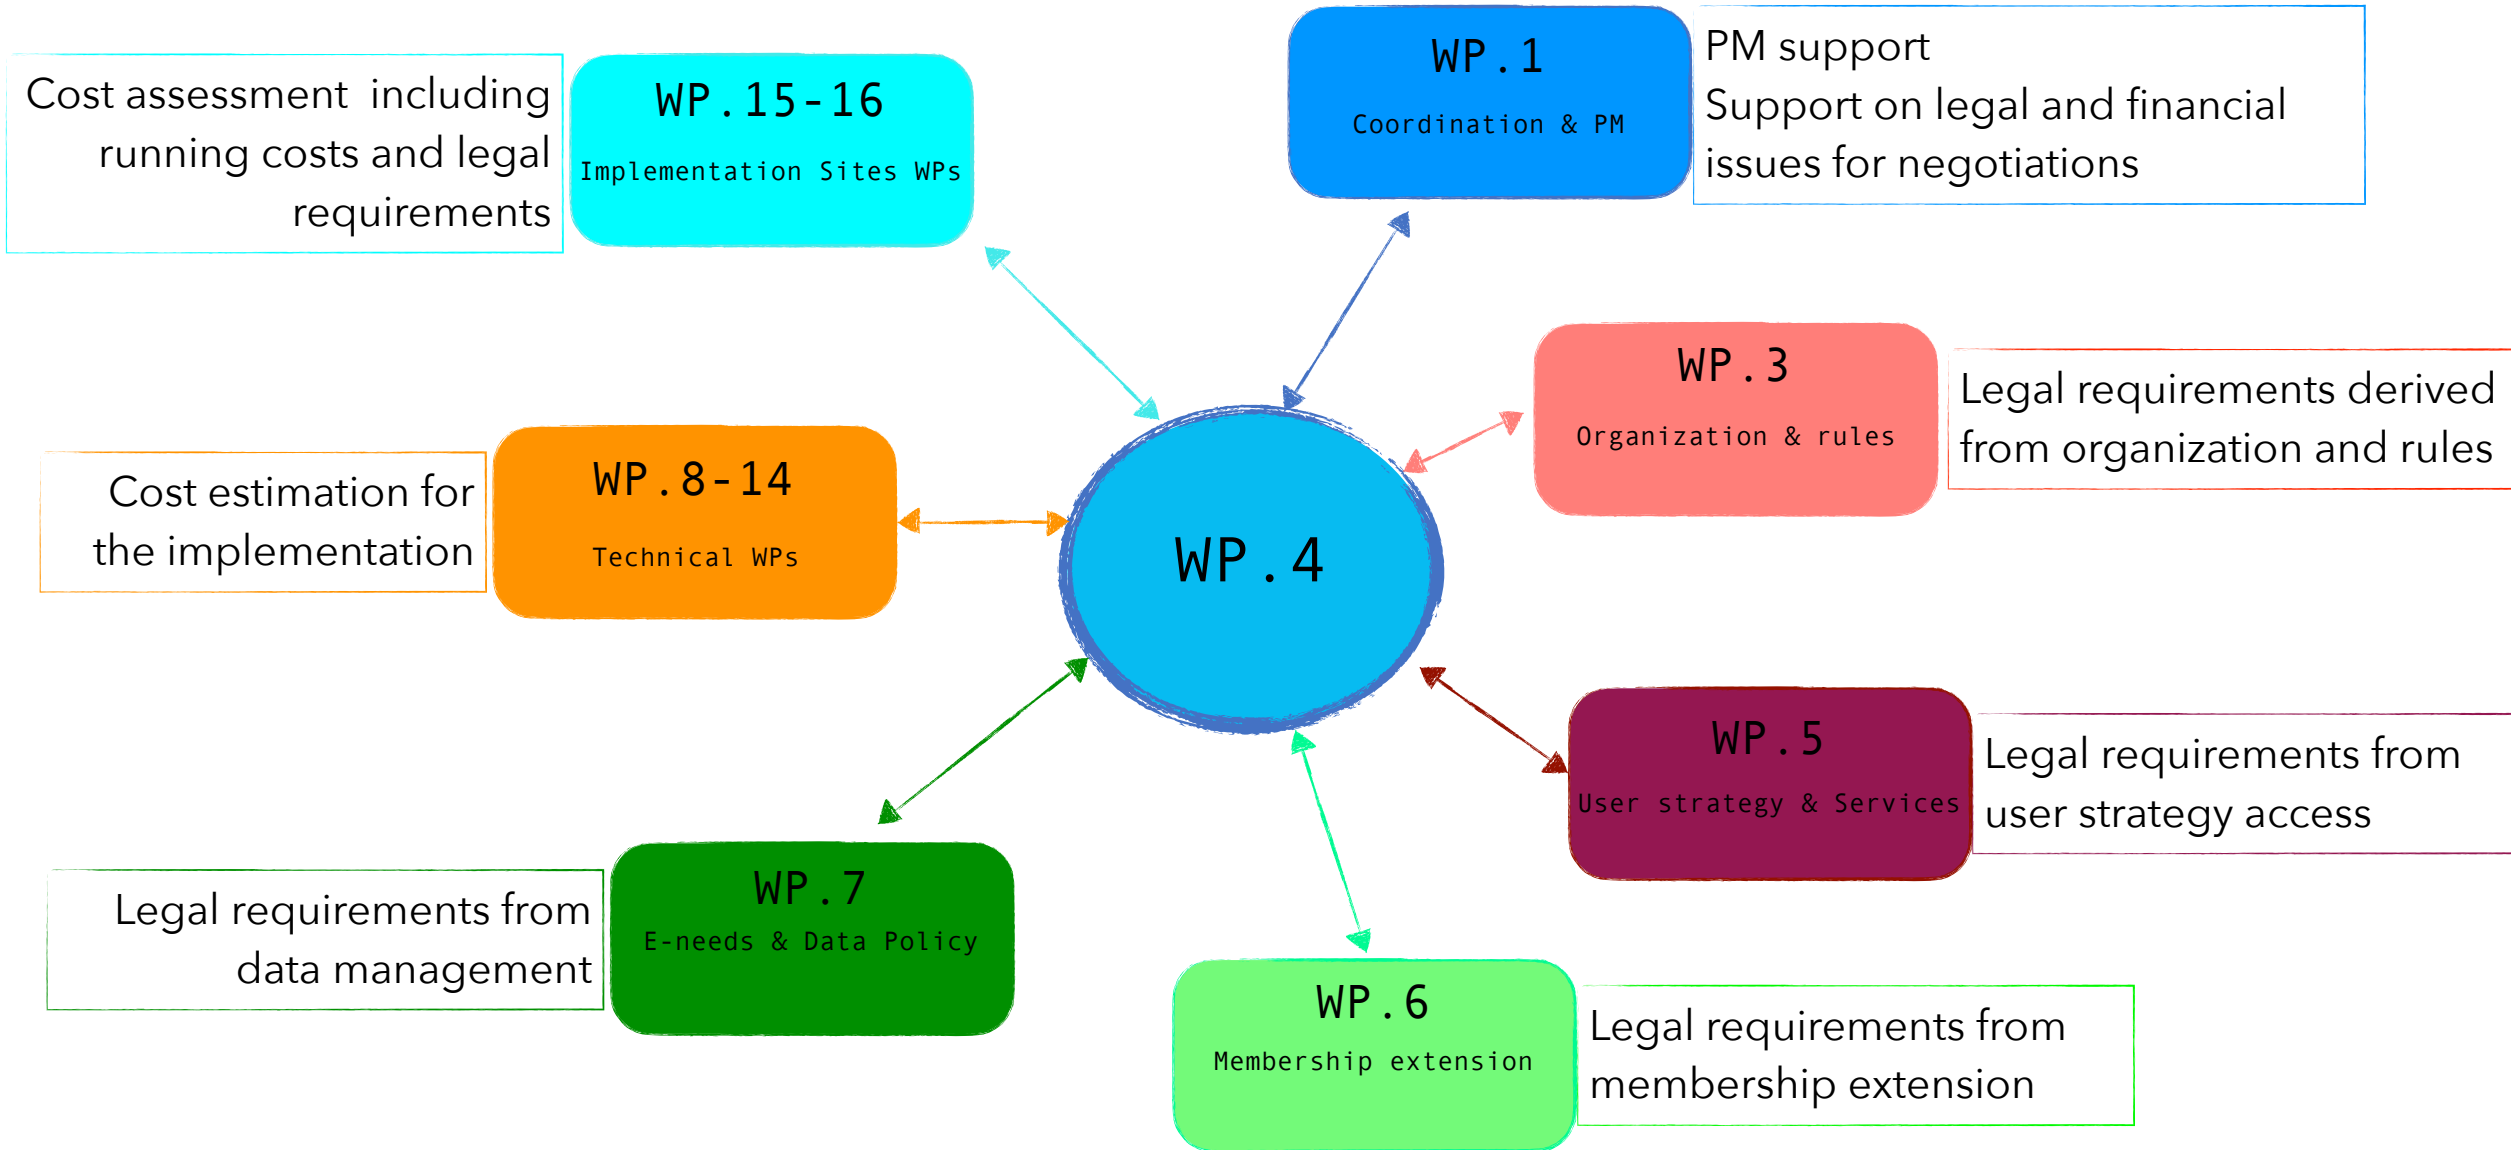 Cost assessment  including
running costs and legal
requirements
WP.15-16
Implementation Sites WPs
WP.1
Coordination & PM
PM support
Support on legal and financial
issues for negotiations
WP.3
Organization & rules
Legal requirements derived
from organization and rules
Cost estimation for
the implementation
WP.8-14
Technical WPs
WP.4
WP.5
User strategy & Services
Legal requirements from
user strategy access
Legal requirements from
data management
WP.7
E-needs & Data Policy
WP.6
Membership extension
Legal requirements from
membership extension